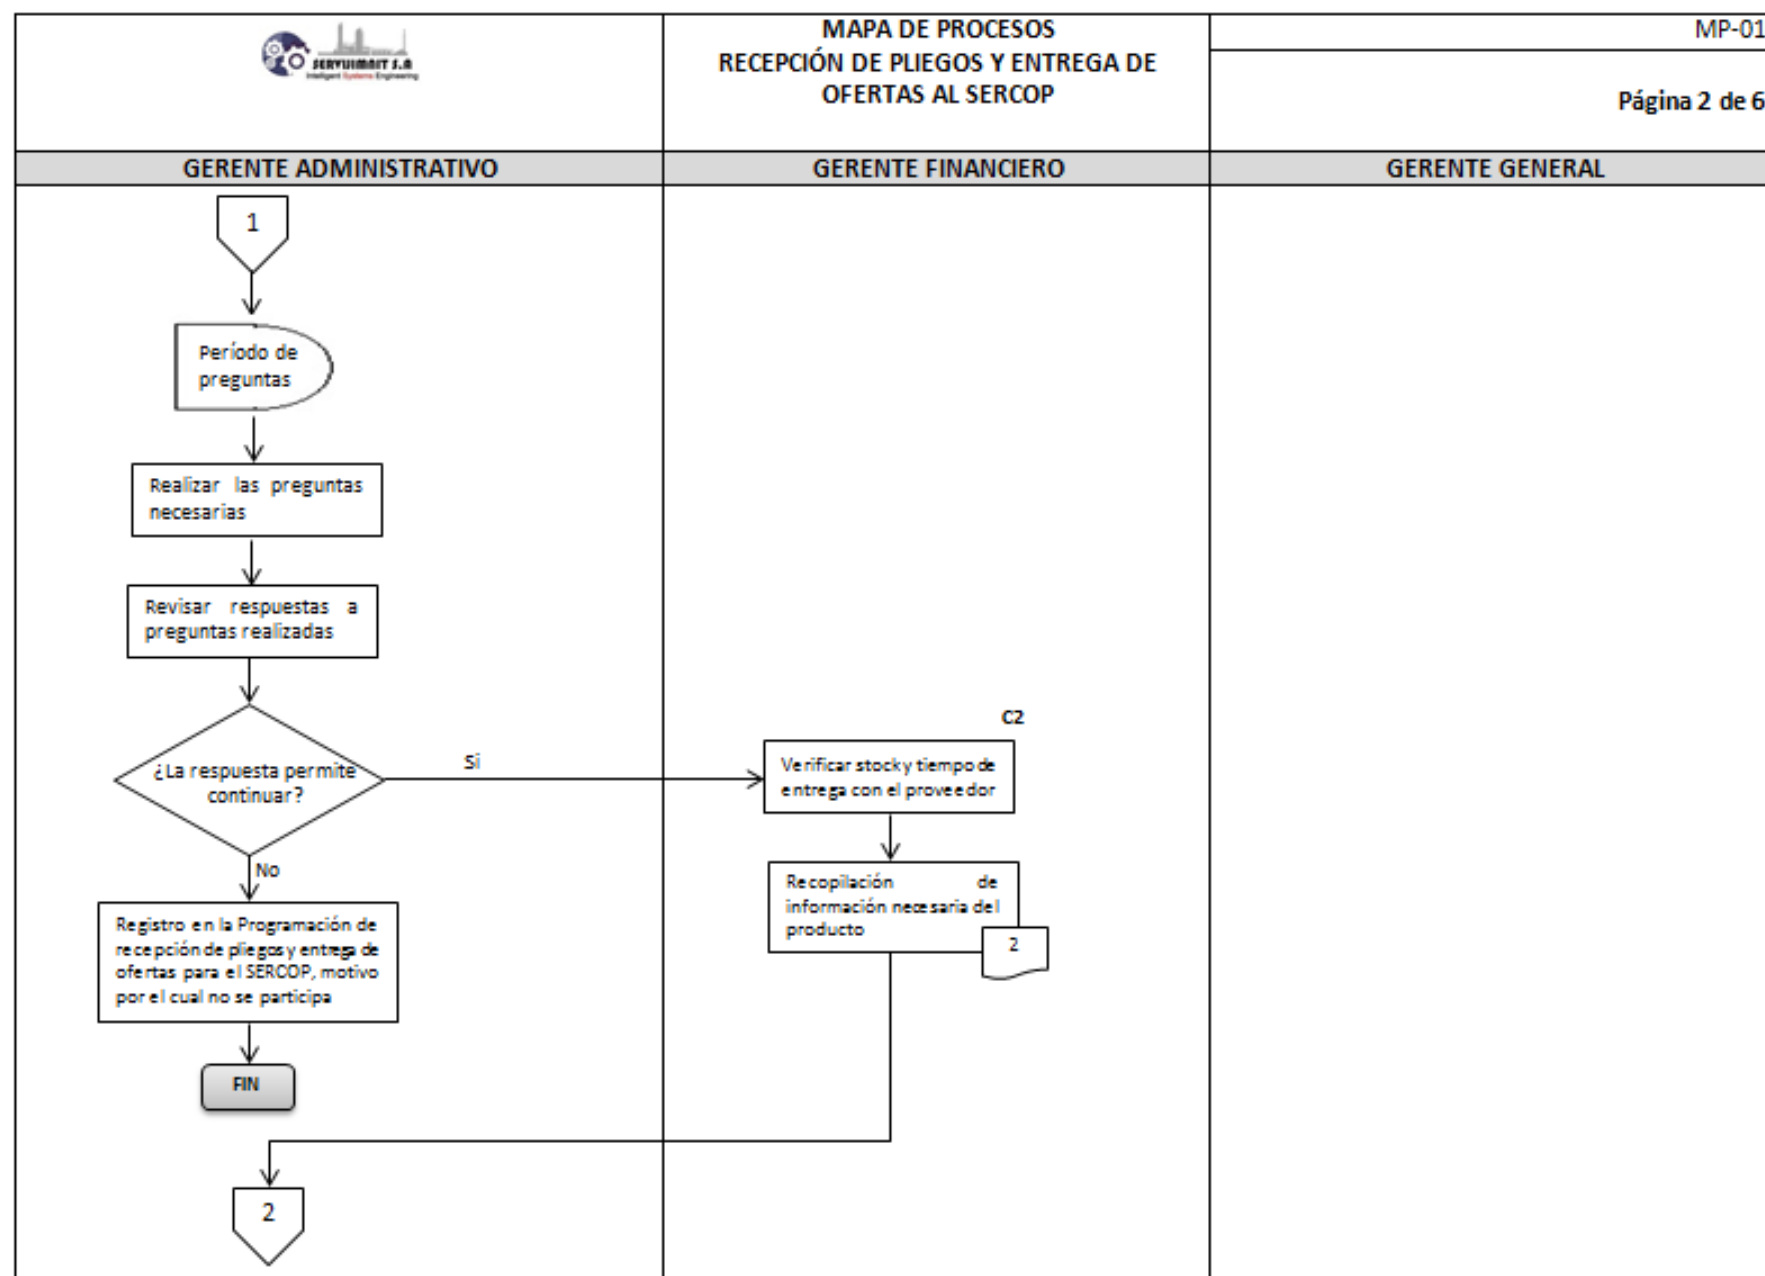 SERVUIMNIT S.A
Intelligent Systems Engineering
MAPA DE PROCESOS
RECEPCIÓN DE PLIEGOS Y ENTREGA DE
OFERTAS AL SERCOP
MP-01
Página 2 de 6
GERENTE ADMINISTRATIVO
GERENTE FINANCIERO
GERENTE GENERAL
1
Período de
preguntas
Realizar las preguntas
necesarias
Revisar respuestas a
preguntas realizadas
¿La respuesta permite
continuar?
Si
C2
Verificar stock y tiempo de
entrega con el proveedor
No
Recopilación de
información necesaria del
producto
2
Registro en la Programación de
recepción de pliegos y entrega de
ofertas para el SERCOP, motivo
por el cual no se participa
FIN
2